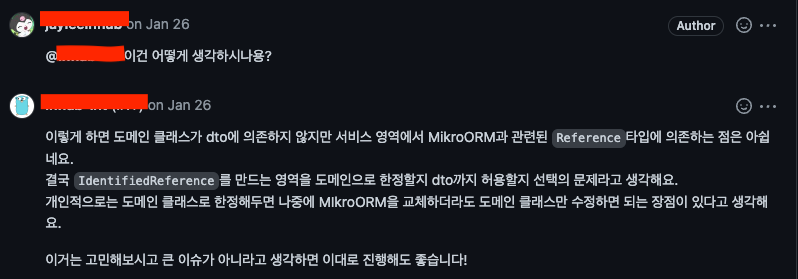 on Jan 26
Author
@ 이건 어떻게 생각하시나용?
on Jan 26
이렇게 하면 도메인 클래스가 dto에 의존하지 않지만 서비스 영역에서 MikroORM과 관련된 Reference타입에 의존하는 점은 아쉽
네요.
결국 IdentifiedReference를 만드는 영역을 도메인으로 한정할지 dto까지 허용할지 선택의 문제라고 생각해요.
개인적으로는 도메인 클래스로 한정해두면 나중에 MIkroORM을 교체하더라도 도메인 클래스만 수정하면 되는 장점이 있다고 생각해
요.
이거는 고민해보시고 큰 이슈가 아니라고 생각하면 이대로 진행해도 좋습니다!